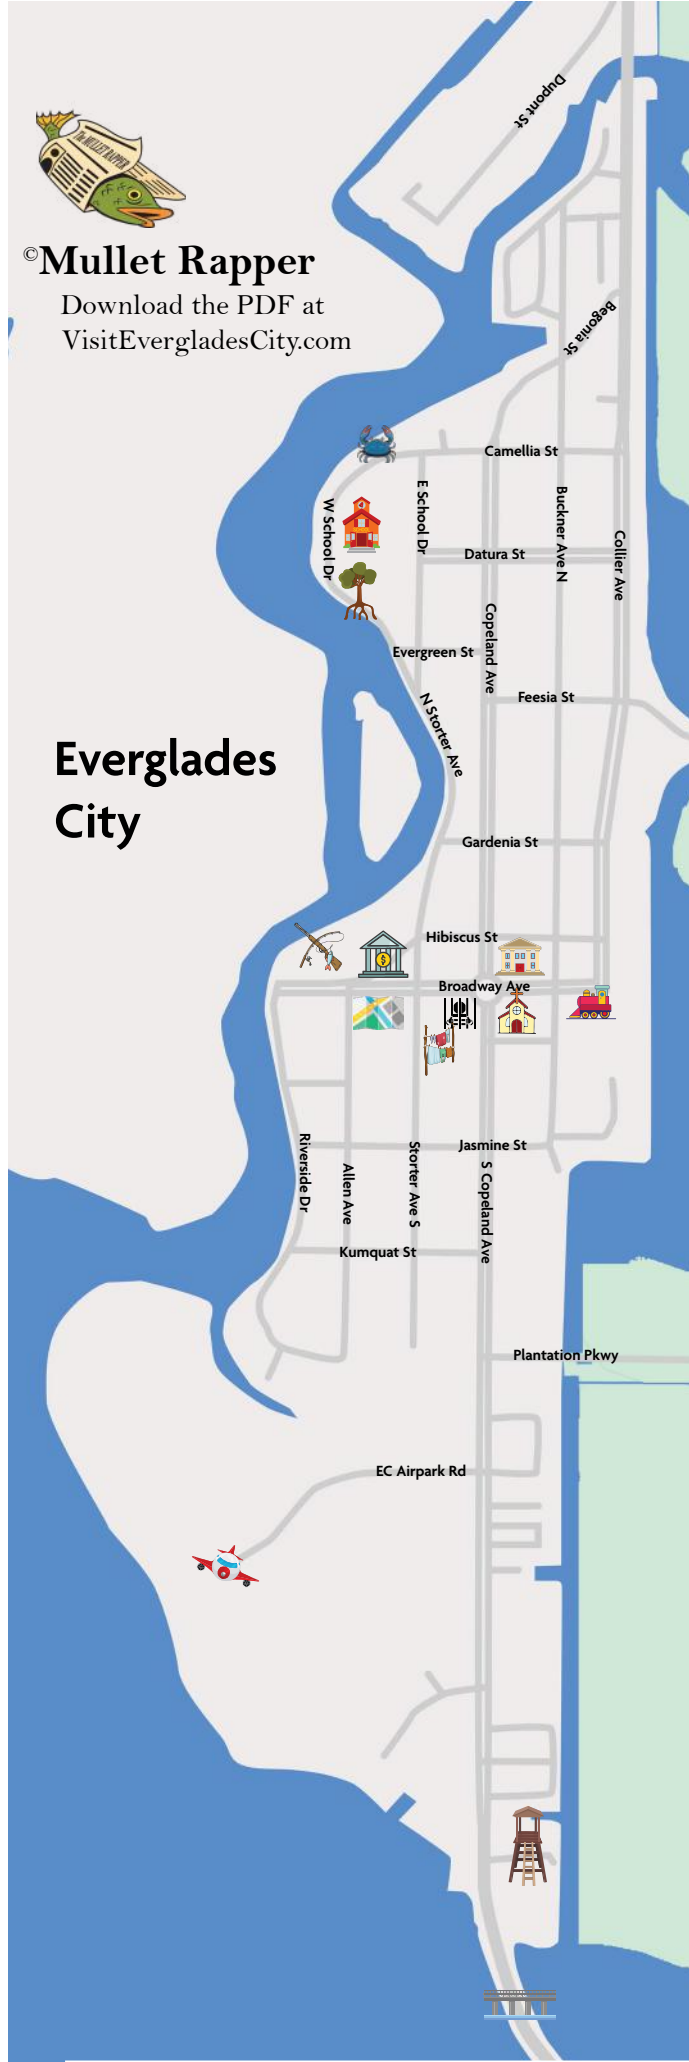 Dupont St
The MULLET RAPPER
©Mullet Rapper
Download the PDF at
VisitEvergladesCity.com
Begonia St
Camellia St
W School Dr
E School Dr
Buckner Ave N
Collier Ave
Datura St
Copeland Ave
Evergreen St
Feesia St
N Storter Ave
Everglades
City
Gardenia St
Hibiscus St
Broadway Ave
Jasmine St
Riverside Dr
Allen Ave
Storter Ave S
S Copeland Ave
Kumquat St
Plantation Pkwy
EC Airpark Rd